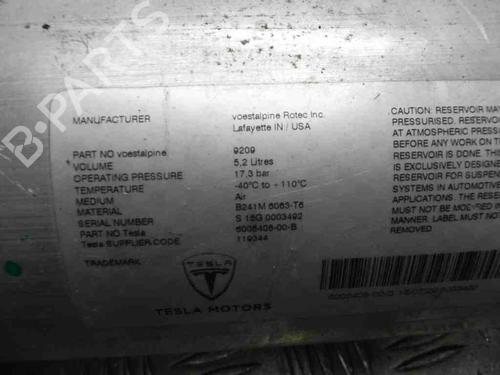 MANUFACTURER voestalpine Rotec Inc.
Lafayette IN / USA
PART NO voestalpine 9209
VOLUME 5,2 Litres
OPERATING PRESSURE 17,3 bar
TEMPERATURE -40°C to + 110°C
MEDIUM Air
MATERIAL B241M 6063-T6
SERIAL NUMBER S 15G 0003492
PART NO Tesla 6006408-00-B
Tesla SUPPLIER CODE 119344
TRADEMARK
TESLA
TESLA MOTORS
CAUTION: RESERVOIR MA
PRESSURISED. RESERVO
AT ATMOSPHERIC PRESSU
BEFORE ANY WORK ON
RESERVOIR IS DONE. THI
IS EXCLUSIVELY DESIGNE
RESERVOIR FOR SUSPEN
SYSTEMS IN AUTOMOTIVE
APPLICATIONS. THE RESE
MUST NOT BE MODIFIED
MANNER. LABEL MUST NO
REMOVED.
B-PARTS